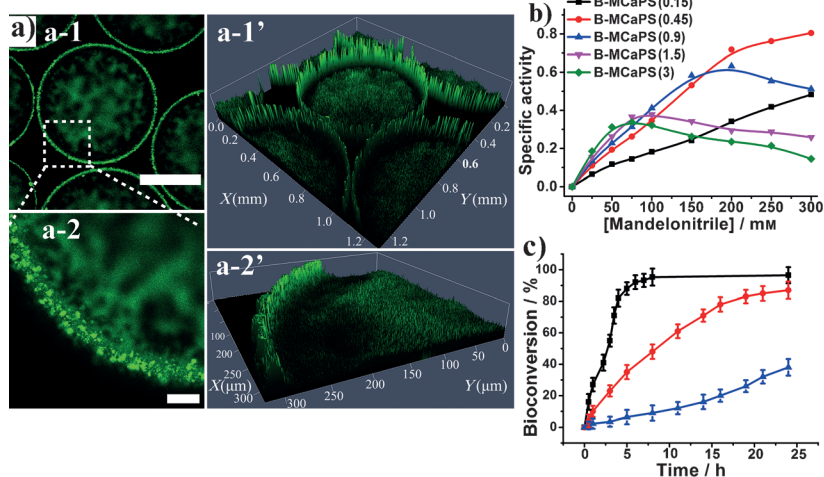 a)
a-1
a-2
a-1'
0.0
0.2
0.4
0.6
0.8
1.0
1.2
X(mm)
0.2
0.4
0.6
0.8
1.0
1.2
Y(mm)
a-2'
100
200
250
300
X(µm)
300
250
200
150
100
50
0
Y(µm)
b)
B-MCaPS(0.15)
B-MCaPS(0.45)
B-MCaPS(0.9)
B-MCaPS(1.5)
B-MCaPS(3)
0.8
0.6
0.4
0.2
0.0
Specific activity
0 50 100 150 200 250 300
[Mandelonitrile] / mM
c)
100
80
60
40
20
0
Bioconversion / %
0 5 10 15 20 25
Time / h